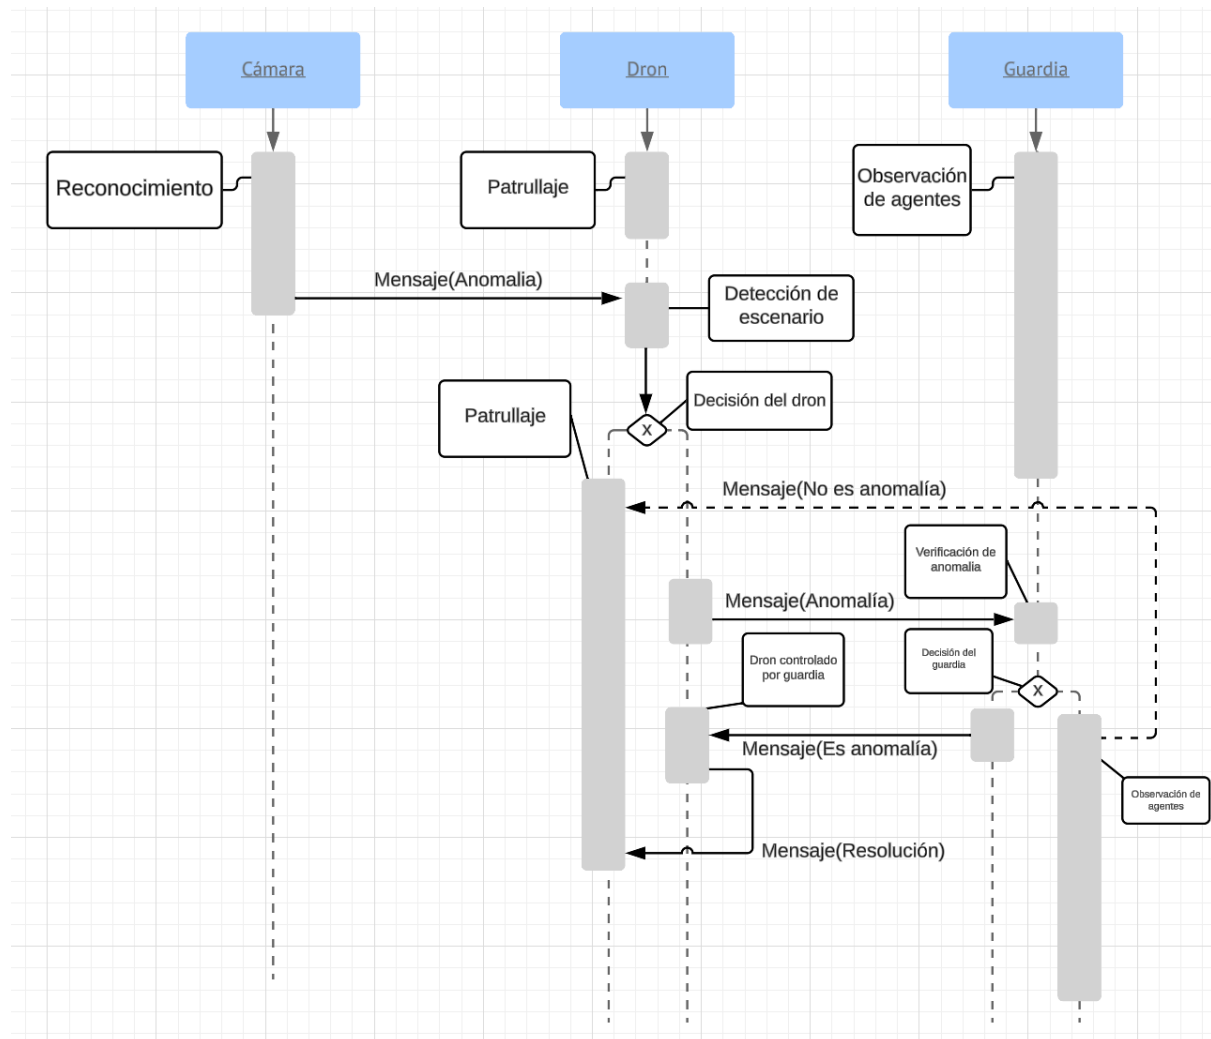 Cámara
Dron
Guardia
Reconocimiento
Patrullaje
Observación
de agentes
Mensaje(Anomalia)
Detección de
escenario
Patrullaje
Decisión del dron
X
Mensaje(No es anomalía)
Verificación de
anomalia
Mensaje(Anomalía)
Dron controlado
por guardia
Decisión del
guardia
X
Mensaje(Es anomalía)
Observación de
agentes
Mensaje(Resolución)